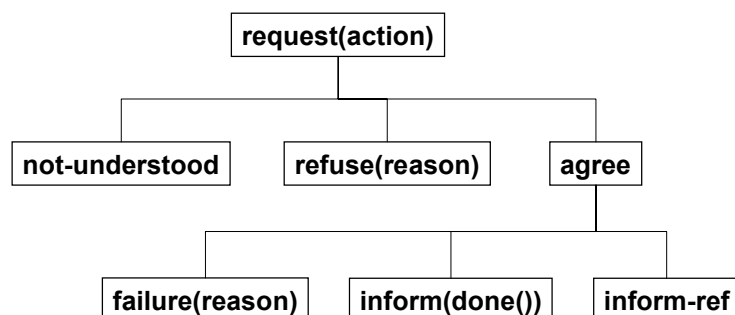 request(action)
not-understood
refuse(reason)
agree
failure(reason)
inform(done())
inform-ref